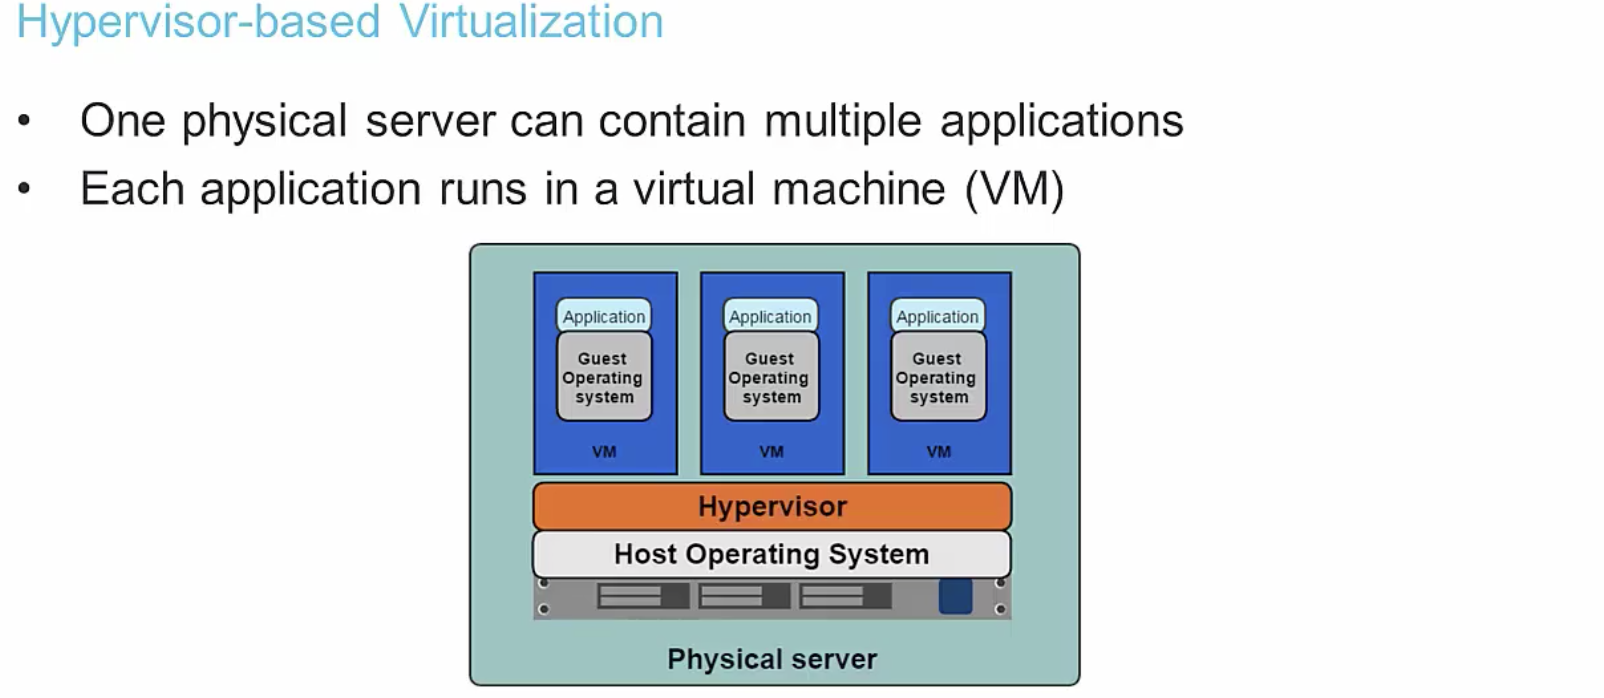 Hypervisor-based Virtualization
• One physical server can contain multiple applications
• Each application runs in a virtual machine (VM)
Application
Guest
Operating
system
VM
Application
Guest
Operating
system
VM
Application
Guest
Operating
system
VM
Hypervisor
Host Operating System
Physical server